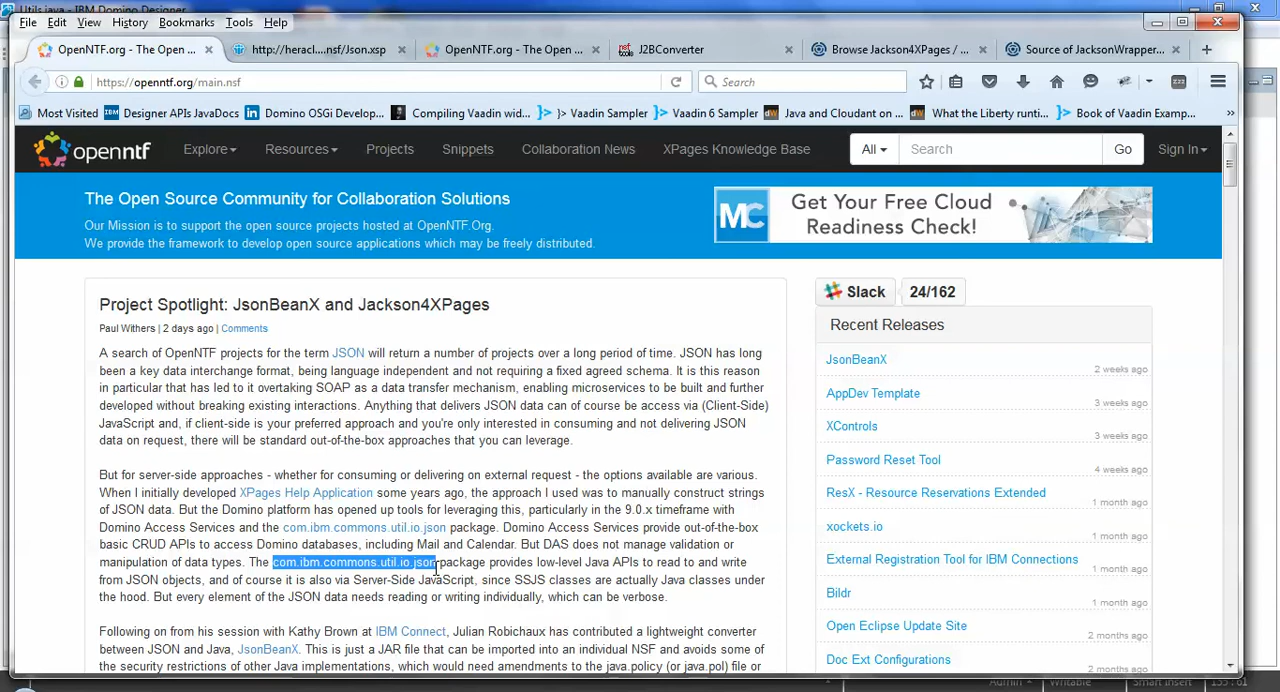 Utils.java - IBM Domino Designer
File Edit View History Bookmarks Tools Help
OpenNTF.org - The Open ... × http://heracl....nsf/Json.xsp × OpenNTF.org - The Open ... × J2BConverter × Browse Jackson4XPages / ... × Source of JacksonWrapper... × +
https://openntf.org/main.nsf Search
Most Visited Designer APIs JavaDocs Domino OSGi Develop... Compiling Vaadin wid... Vaadin Sampler Vaadin 6 Sampler Java and Cloudant on ... What the Liberty runti... Book of Vaadin Examp... »
openntf Explore Resources Projects Snippets Collaboration News XPages Knowledge Base All Search Go Sign In
The Open Source Community for Collaboration Solutions
Our Mission is to support the open source projects hosted at OpenNTF.Org.
We provide the framework to develop open source applications which may be freely distributed.
MC Get Your Free Cloud
Readiness Check!
Project Spotlight: JsonBeanX and Jackson4XPages
Paul Withers | 2 days ago | Comments
A search of OpenNTF projects for the term JSON will return a number of projects over a long period of time. JSON has long
been a key data interchange format, being language independent and not requiring a fixed agreed schema. It is this reason
in particular that has led to it overtaking SOAP as a data transfer mechanism, enabling microservices to be built and further
developed without breaking existing interactions. Anything that delivers JSON data can of course be access via (Client-Side)
JavaScript and, if client-side is your preferred approach and you're only interested in consuming and not delivering JSON
data on request, there will be standard out-of-the-box approaches that you can leverage.
But for server-side approaches - whether for consuming or delivering on external request - the options available are various.
When I initially developed XPages Help Application some years ago, the approach I used was to manually construct strings
of JSON data. But the Domino platform has opened up tools for leveraging this, particularly in the 9.0.x timeframe with
Domino Access Services and the com.ibm.commons.util.io.json package. Domino Access Services provide out-of-the-box
basic CRUD APIs to access Domino databases, including Mail and Calendar. But DAS does not manage validation or
manipulation of data types. The com.ibm.commons.util.io.json package provides low-level Java APIs to read to and write
from JSON objects, and of course it is also via Server-Side JavaScript, since SSJS classes are actually Java classes under
the hood. But every element of the JSON data needs reading or writing individually, which can be verbose.
Following on from his session with Kathy Brown at IBM Connect, Julian Robichaux has contributed a lightweight converter
between JSON and Java, JsonBeanX. This is just a JAR file that can be imported into an individual NSF and avoids some of
the security restrictions of other Java implementations, which would need amendments to the java.policy (or java.pol) file or
Slack 24/162
Recent Releases
JsonBeanX
2 weeks ago
AppDev Template
3 weeks ago
XControls
3 weeks ago
Password Reset Tool
4 weeks ago
ResX - Resource Reservations Extended
1 month ago
xockets.io
1 month ago
External Registration Tool for IBM Connections
1 month ago
Bildr
1 month ago
Open Eclipse Update Site
2 months ago
Doc Ext Configurations
2 months ago
Admin Writable Smart Insert